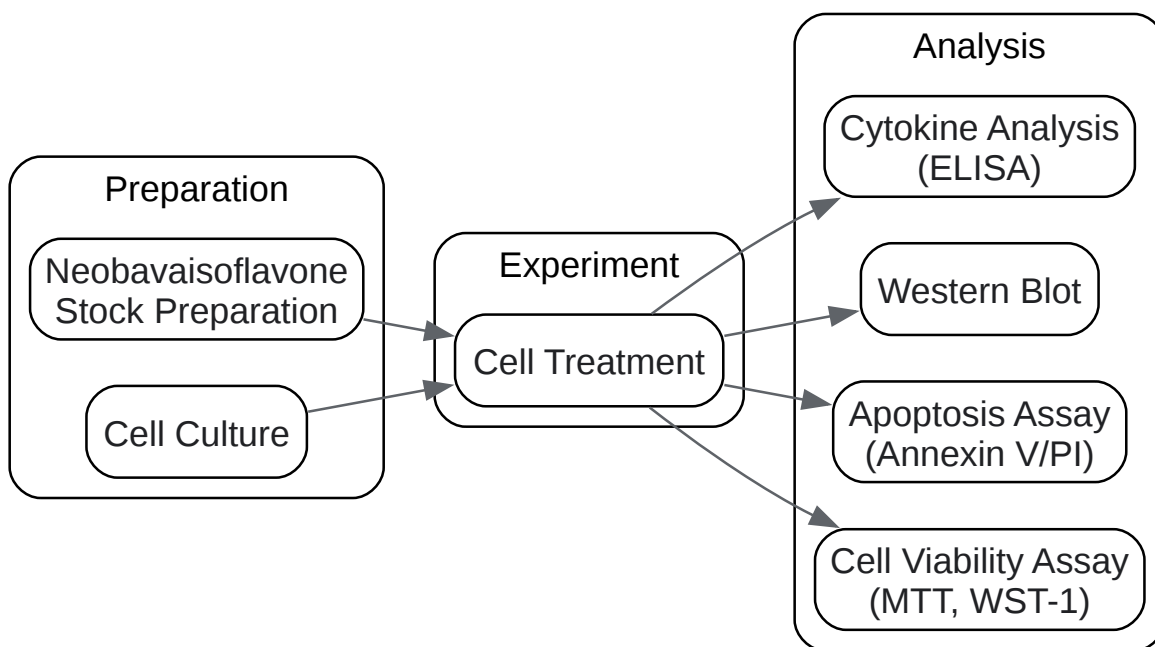 Preparation
Neobavaisoflavone
Stock Preparation
Cell Culture
Experiment
Cell Treatment
Analysis
Cytokine Analysis
(ELISA)
Western Blot
Apoptosis Assay
(Annexin V/PI)
Cell Viability Assay
(MTT, WST-1)